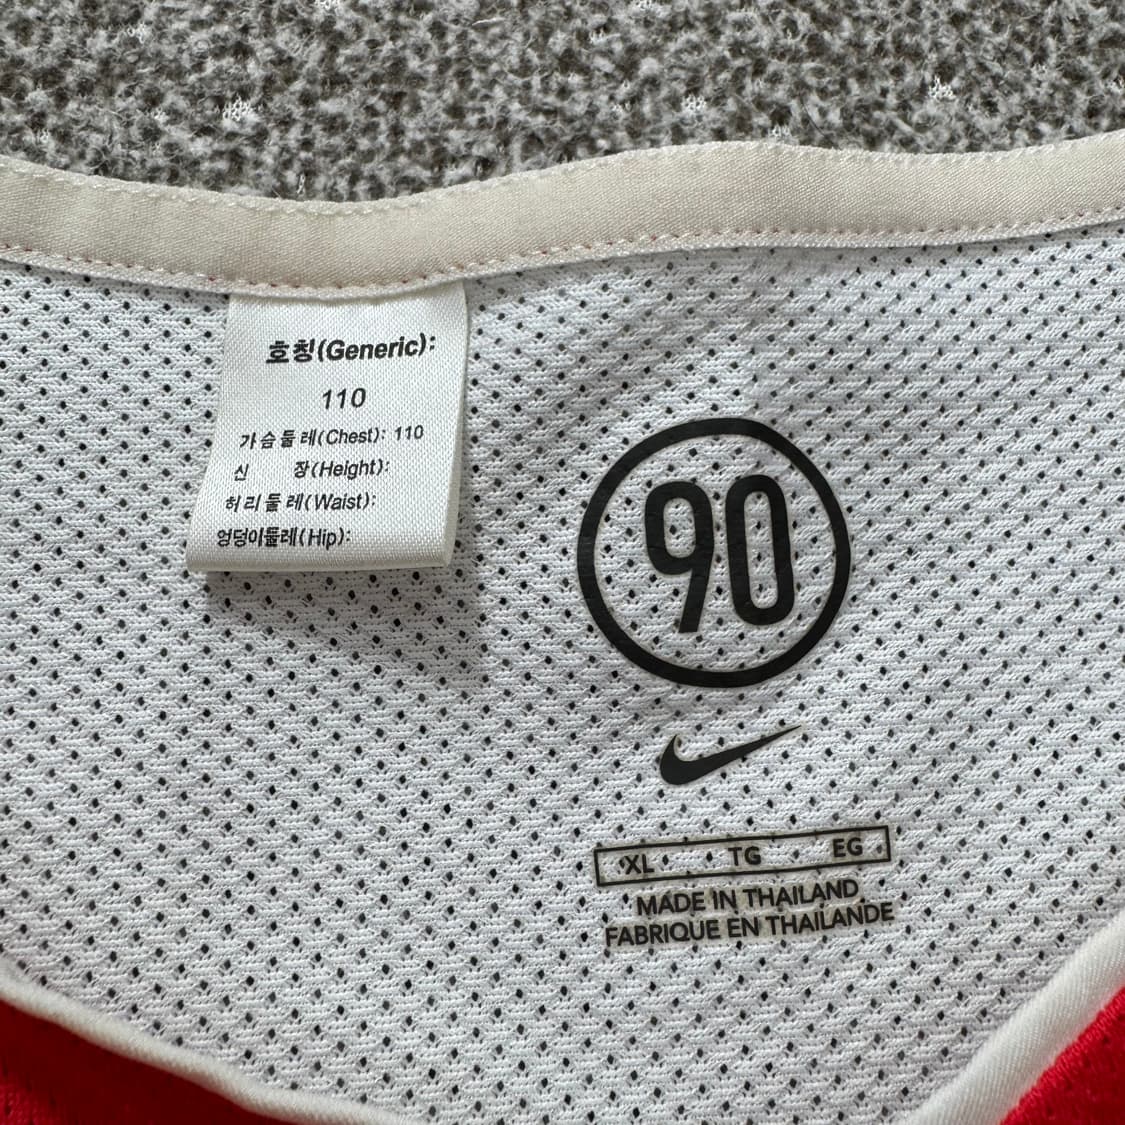 호칭(Generic):
110
가슴둘레(Chest): 110
신 장(Height):
허리둘레(Waist):
엉덩이둘레(Hip):
90
XL TG EG
MADE IN THAILAND
FABRIQUE EN THAILANDE